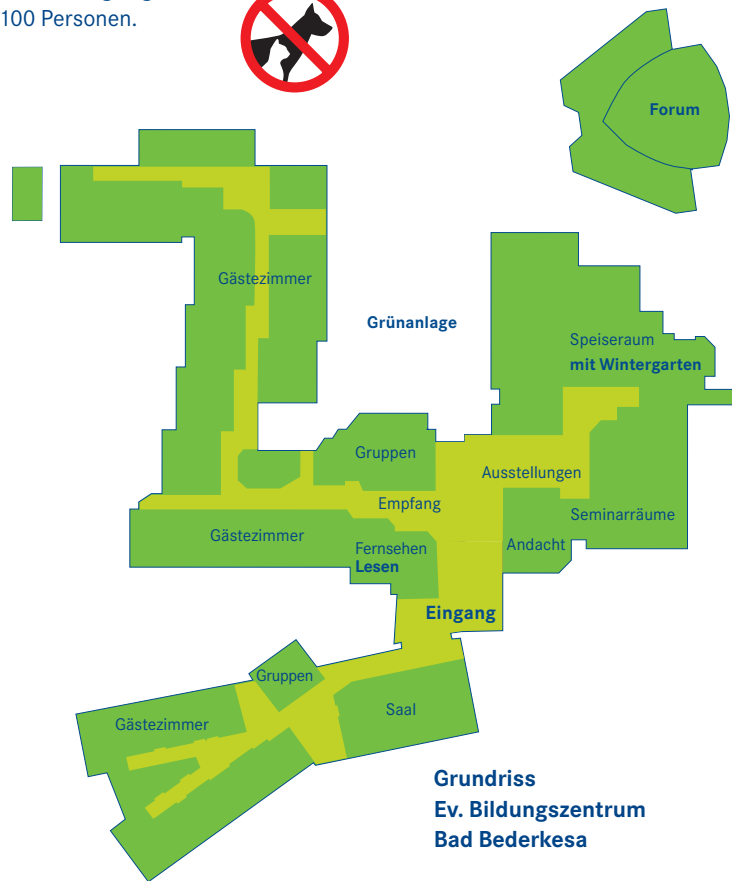 100 Personen.
Forum
Gästezimmer
Grünanlage
Speiseraum
mit Wintergarten
Gruppen
Ausstellungen
Empfang
Seminarräume
Gästezimmer
Fernsehen
Lesen
Andacht
Eingang
Gruppen
Saal
Gästezimmer
Grundriss
Ev. Bildungszentrum
Bad Bederkesa